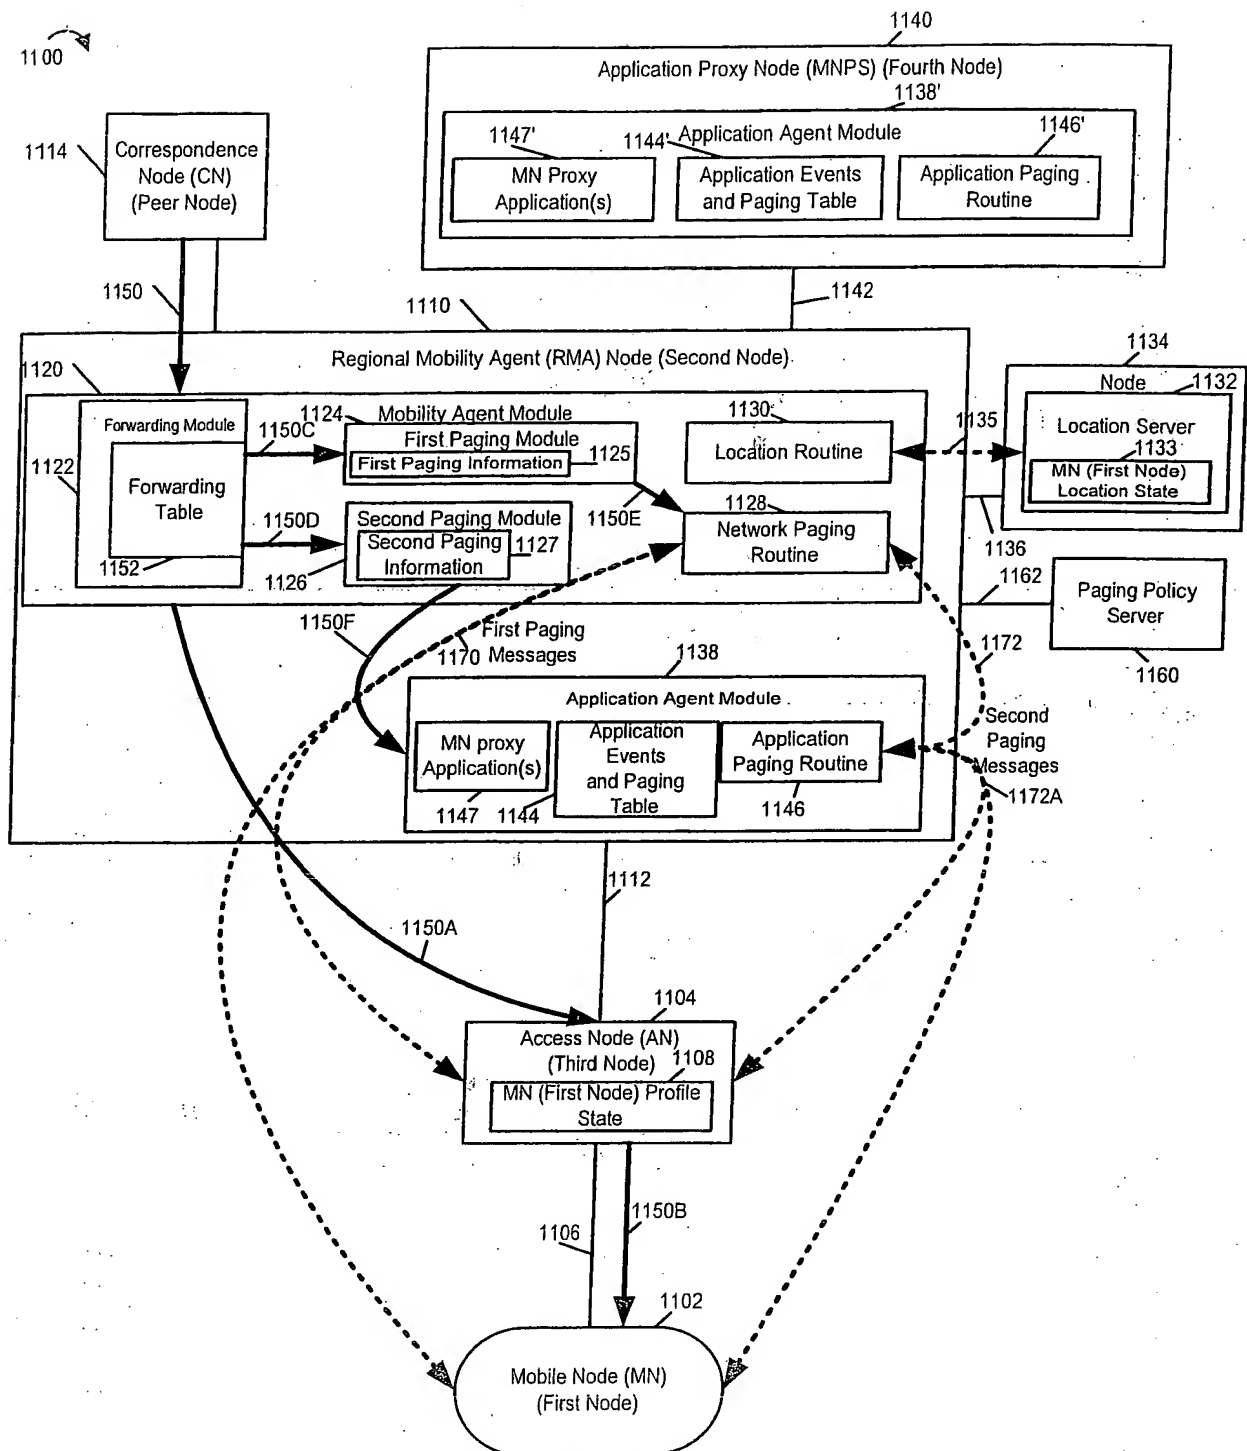 1100
1140
Application Proxy Node (MNPS) (Fourth Node)
1138'
Application Agent Module
1147'
1144'
1146'
MN Proxy
Application(s)
Application Events
and Paging Table
Application Paging
Routine
1114
Correspondence
Node (CN)
(Peer Node)
1150
1110
1142
Regional Mobility Agent (RMA) Node (Second Node)
1134
Node
1132
1120
Forwarding Module
1124
Mobility Agent Module
1130
1135
Location Server
1150C
First Paging Module
First Paging Information
1125
Location Routine
1133
MN (First Node)
Location State
1122
Forwarding
Table
1150D
1150E
1128
Second Paging Module
Second Paging
Information
1127
Network Paging
Routine
1136
1152
1126
1162
Paging Policy
Server
1160
1150F
First Paging
Messages
1170
1138
1172
Application Agent Module
MN proxy
Application(s)
Application
Events
and Paging
Table
Application
Paging Routine
Second
Paging
Messages
1172A
1147
1144
1146
1112
1150A
1104
Access Node (AN)
(Third Node)
1108
MN (First Node) Profile
State
1150B
1106
1102
Mobile Node (MN)
(First Node)